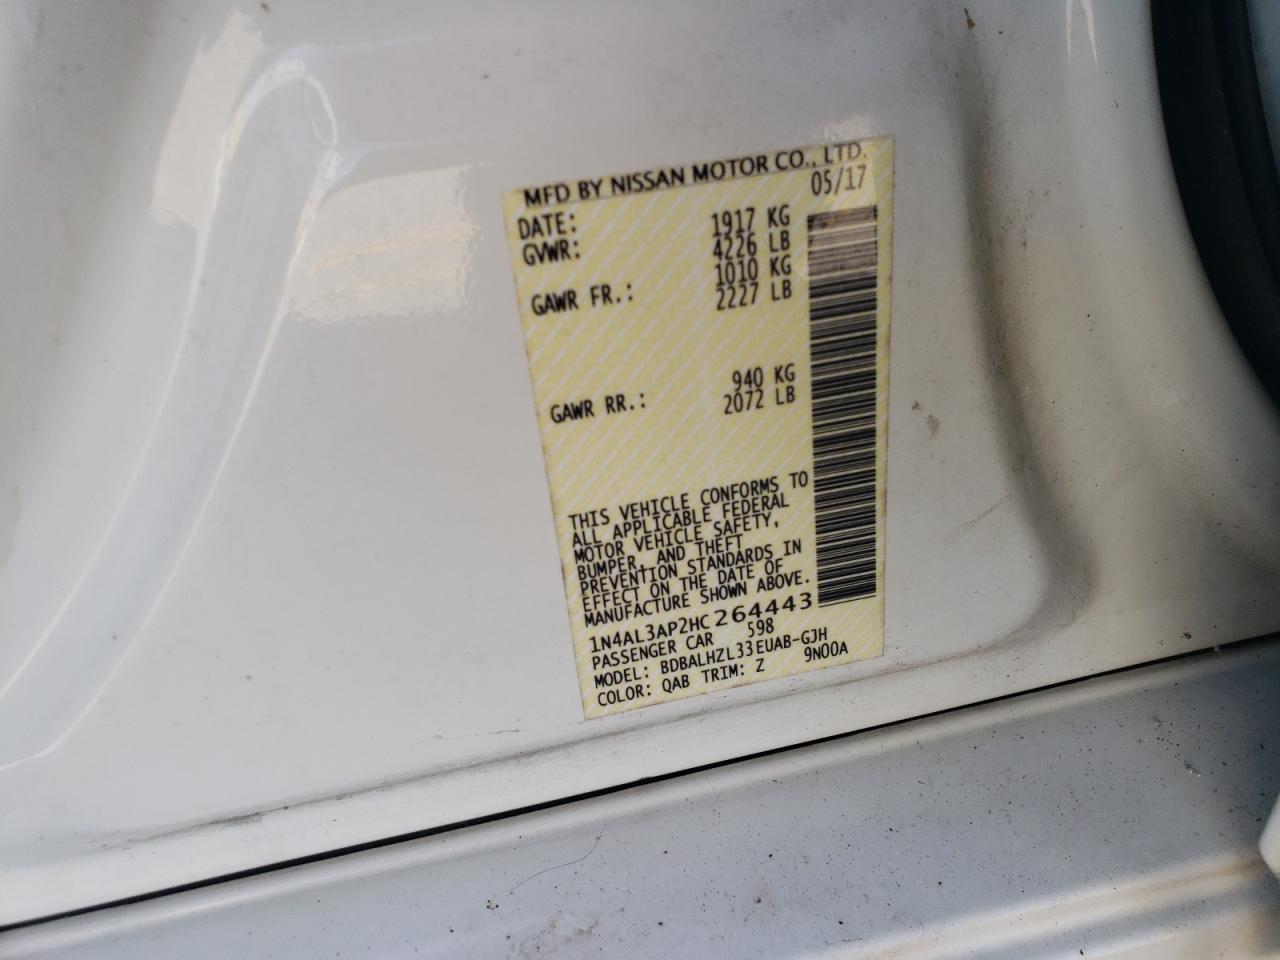 MFD BY NISSAN MOTOR CO., LTD.
DATE: 05/17
GVWR: 1917 KG
4226 LB
GAWR FR.: 1010 KG
2227 LB
GAWR RR.: 940 KG
2072 LB
THIS VEHICLE CONFORMS TO
ALL APPLICABLE FEDERAL
MOTOR VEHICLE SAFETY,
BUMPER, AND THEFT
PREVENTION STANDARDS IN
EFFECT ON THE DATE OF
MANUFACTURE SHOWN ABOVE.
1N4AL3AP2HC264443
PASSENGER CAR 598
MODEL: BDBALHZL33EUAB-GJH
COLOR: QAB TRIM: Z 9N00A